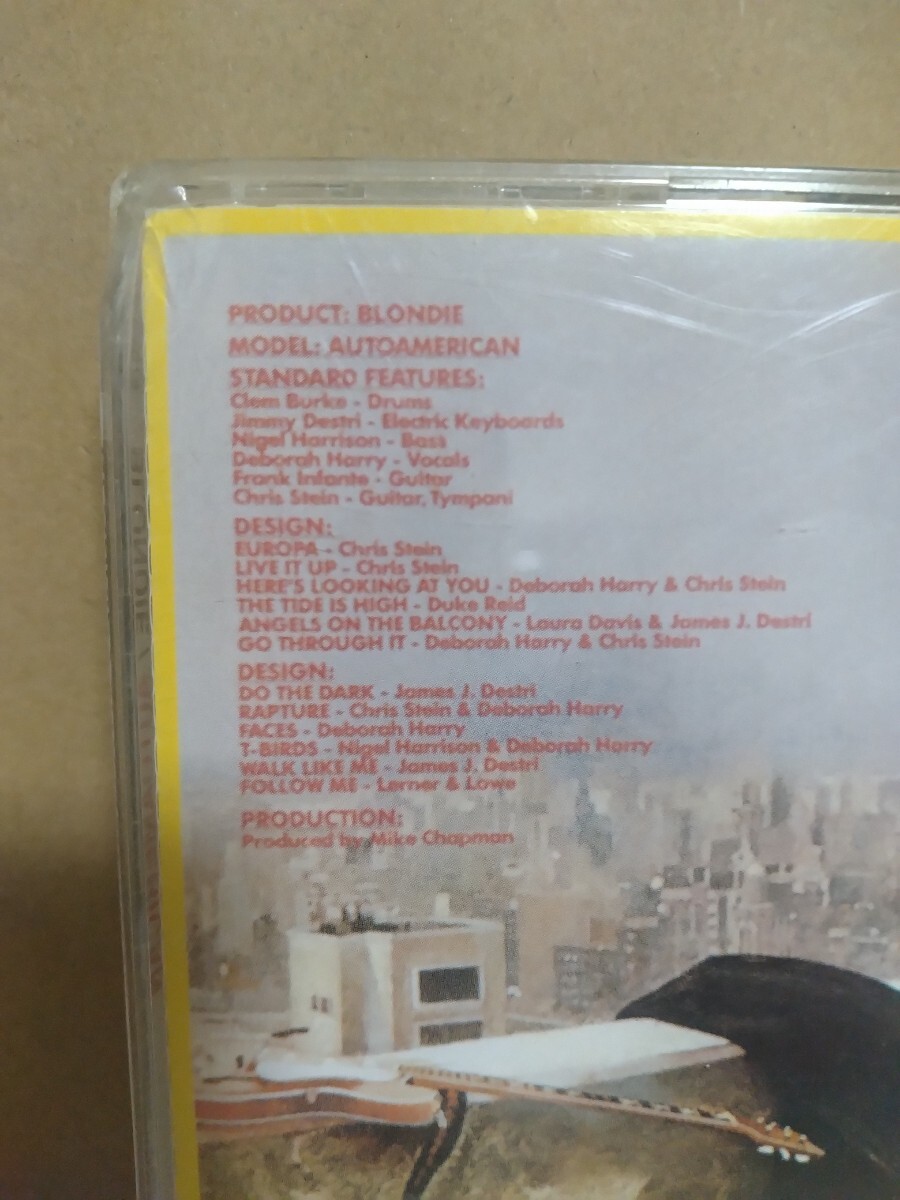 PRODUCT: BLONDIE
MODEL: AUTOAMERICAN
STANDARD FEATURES:
Clem Burke - Drums
Jimmy Destri - Electric Keyboards
Nigel Harrison - Bass
Deborah Harry - Vocals
Frank Infante - Guitar
Chris Stein - Guitar, Tympani
DESIGN:
EUROPA - Chris Stein
LIVE IT UP - Chris Stein
HERE'S LOOKING AT YOU - Deborah Harry & Chris Stein
THE TIDE IS HIGH - Duke Reid
ANGELS ON THE BALCONY - Laura Davis & James J. Destri
GO THROUGH IT - Deborah Harry & Chris Stein
DESIGN:
DO THE DARK - James J. Destri
RAPTURE - Chris Stein & Deborah Harry
FACES - Deborah Harry
T-BIRDS - Nigel Harrison & Deborah Harry
WALK LIKE ME - James J. Destri
FOLLOW ME - Lerner & Lowe
PRODUCTION:
Produced by Mike Chapman